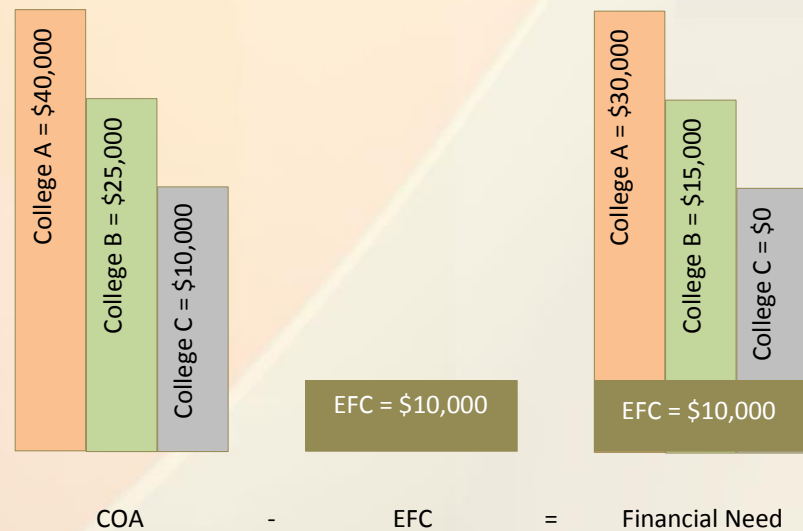 College A = $40,000
College B = $25,000
College C = $10,000
EFC = $10,000
College A = $30,000
College B = $15,000
College C = $0
EFC = $10,000
COA - EFC = Financial Need